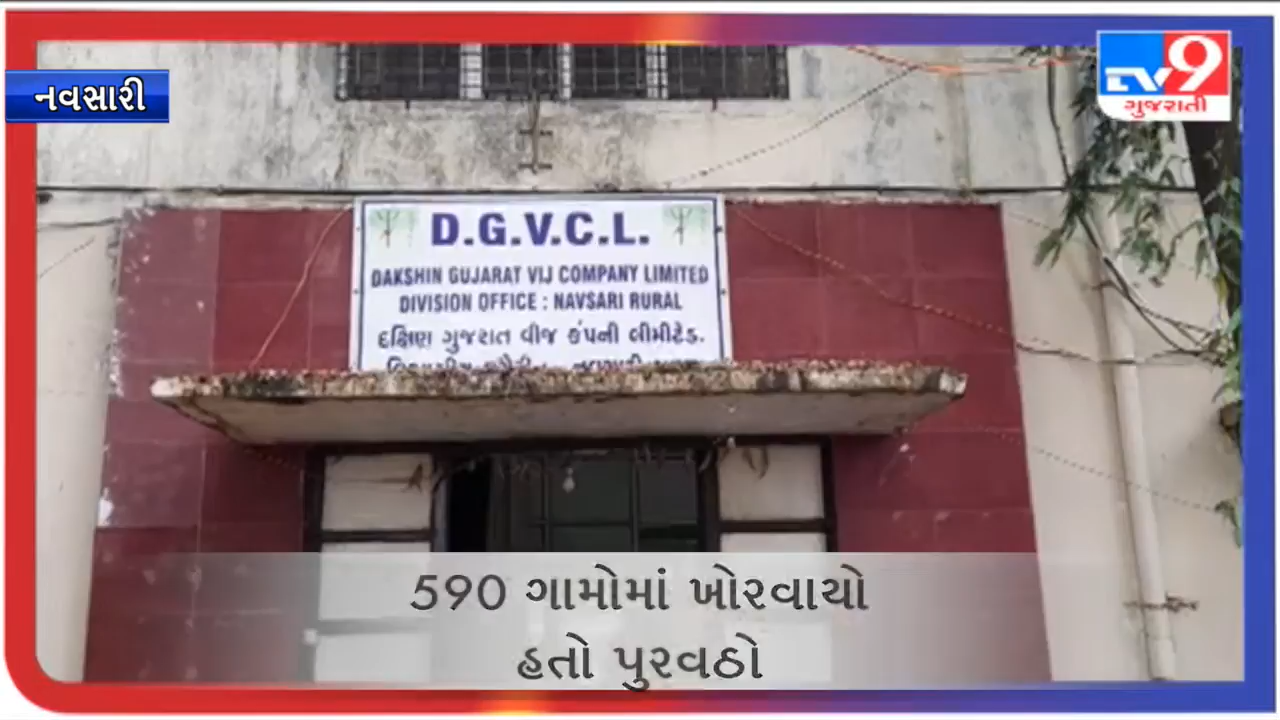 નવસારી
TV9
ગુજરાતી
D.G.V.C.L.
DAKSHIN GUJARAT VIJ COMPANY LIMITED
DIVISION OFFICE : NAVSARI RURAL
દક્ષિણ ગુજરાત વીજ કંપની લીમીટેડ.
590 ગામોમાં ખોરવાયો
હતો પુરવઠો